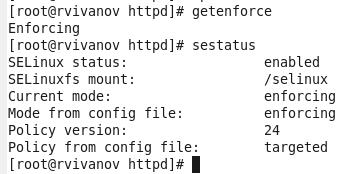 [root@rvivanov httpd]# getenforce
Enforcing
[root@rvivanov httpd]# sestatus
SELinux status:                 enabled
SELinuxfs mount:                /selinux
Current mode:                   enforcing
Mode from config file:          enforcing
Policy version:                 24
Policy from config file:        targeted
[root@rvivanov httpd]#